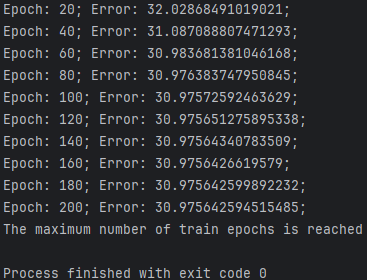 Epoch: 20; Error: 32.02868491019021;
Epoch: 40; Error: 31.087088807471293;
Epoch: 60; Error: 30.983681381046168;
Epoch: 80; Error: 30.976383747950845;
Epoch: 100; Error: 30.97572592463629;
Epoch: 120; Error: 30.975651275895338;
Epoch: 140; Error: 30.97564340783509;
Epoch: 160; Error: 30.9756426619579;
Epoch: 180; Error: 30.975642599892232;
Epoch: 200; Error: 30.975642594515485;
The maximum number of train epochs is reached
Process finished with exit code 0